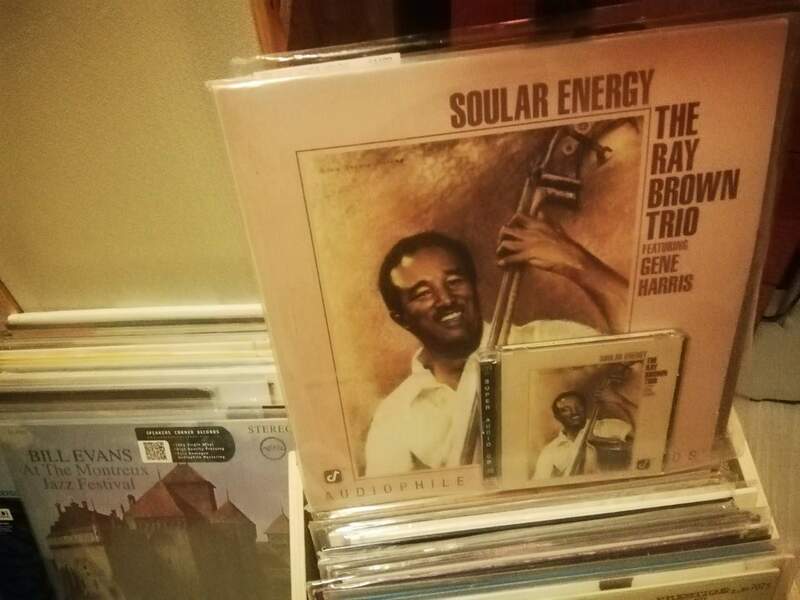 SOULAR ENERGY
THE
RAY
BROWN
TRIO
FEATURING
GENE
HARRIS
AUDIOPHILE
SOULAR ENERGY
THE
RAY
BROWN
TRIO
SUPER AUDIO CD
SPEAKERS CORNER RECORDS
BILL EVANS
At The Montreux
Jazz Festival
STEREO